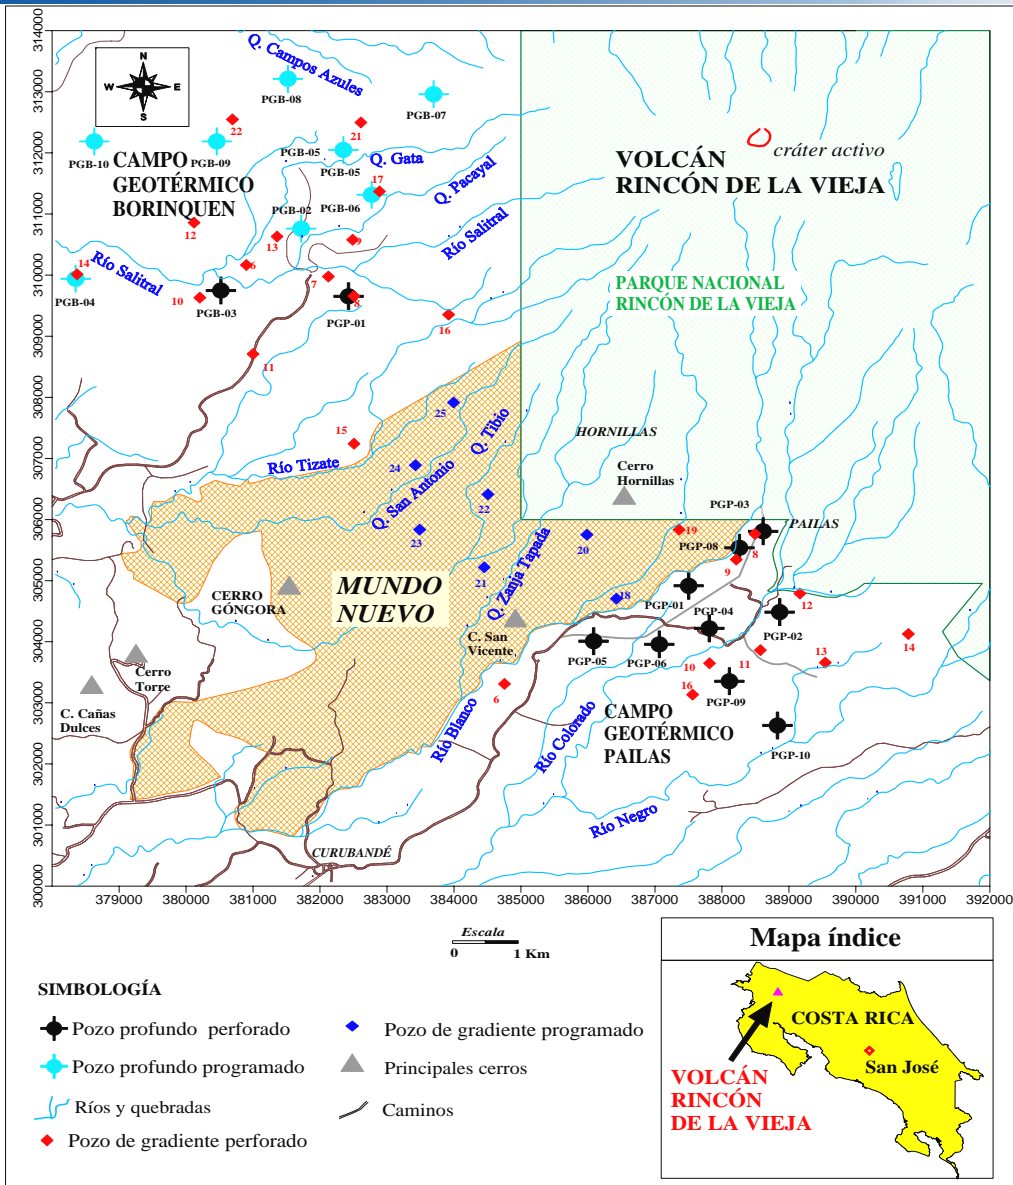 314000
313000
312000
311000
310000
309000
308000
307000
306000
305000
304000
303000
302000
301000
300000
379000
380000
381000
382000
383000
384000
385000
386000
387000
388000
389000
390000
391000
392000
N
W
E
S
Q. Campos Azules
PGB-08
PGB-07
22
21
PGB-10
PGB-09
PGB-05
PGB-05
Q. Gata
CAMPO
GEOTÉRMICO
BORINQUEN
17
Q. Pacayal
PGB-06
PGB-02
12
13
9
Río Salitral
Río Salitral
14
6
7
PGB-04
10
PGB-03
8
PGP-01
16
11
VOLCÁN
RINCÓN DE LA VIEJA
cráter activo
PARQUE NACIONAL
RINCÓN DE LA VIEJA
HORNILLAS
Cerro
Hornillas
25
Q. Tibio
15
Río Tizate
24
Q. San Antonio
22
23
20
21
Q. Zanja Tapada
18
MUNDO
NUEVO
CERRO
GÓNGORA
C. San
Vicente
Cerro
Torre
C. Cañas
Dulces
6
Río Blanco
CURUBANDÉ
PGP-03
19
PGP-08
8
PAILAS
9
PGP-01
PGP-04
12
PGP-02
PGP-05
PGP-06
10
11
13
14
16
PGP-09
CAMPO
GEOTÉRMICO
PAILAS
PGP-10
Río Colorado
Río Negro
Escala
0 1 Km
SIMBOLOGÍA
Pozo profundo perforado
Pozo profundo programado
Ríos y quebradas
Pozo de gradiente perforado
Pozo de gradiente programado
Principales cerros
Caminos
Mapa índice
COSTA RICA
San José
VOLCÁN
RINCÓN
DE LA VIEJA